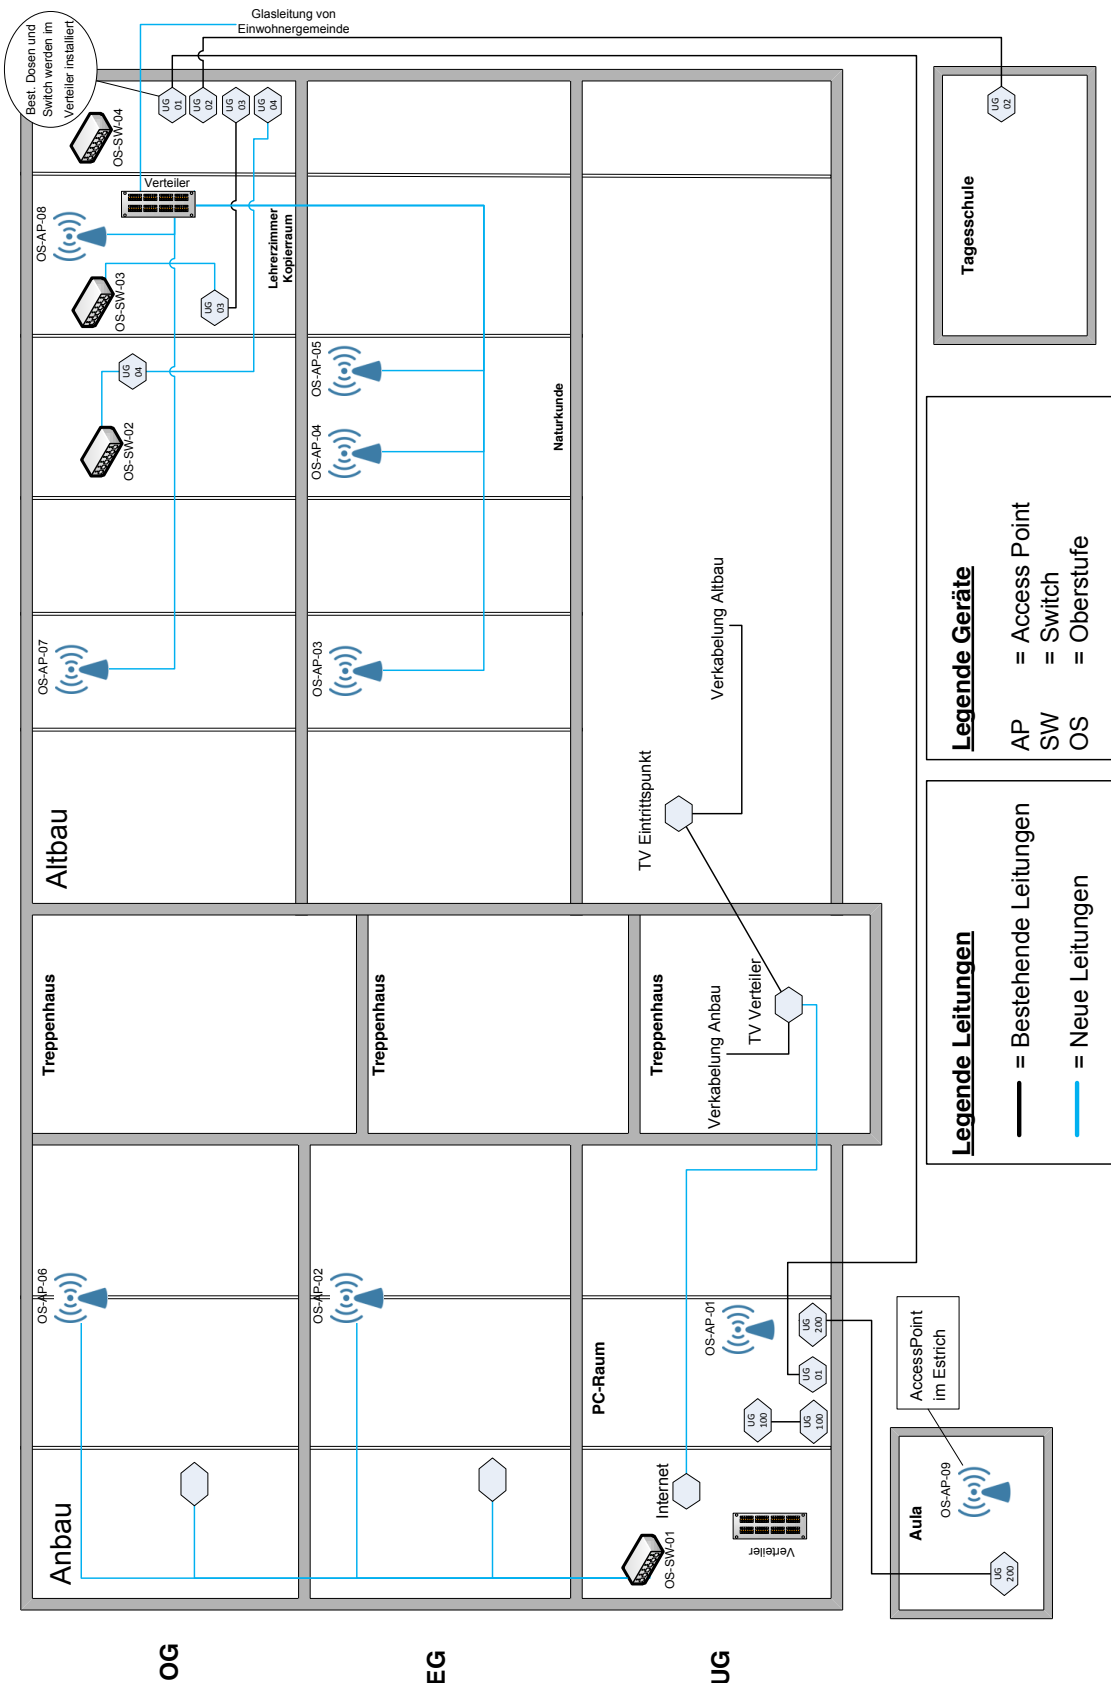 Best. Dosen und
Switch werden im
Verteiler installiert
Glasleitung von
Einwohnergemeinde
OG
EG
UG
Anbau
Altbau
Treppenhaus
Treppenhaus
Treppenhaus
OS-AP-06
OS-AP-07
OS-SW-02
UG
04
OS-SW-03
UG
03
OS-AP-08
Verteiler
Lehrerzimmer
Kopierraum
OS-SW-04
UG
01
UG
02
UG
03
UG
04
OS-AP-02
OS-AP-03
OS-AP-04
OS-AP-05
Naturkunde
PC-Raum
OS-SW-01
Internet
Verteiler
UG
100
UG
100
OS-AP-01
UG
01
UG
200
Verkabelung Anbau
TV Verteiler
TV Eintrittspunkt
Verkabelung Altbau
Aula
UG
200
OS-AP-09
AccessPoint
im Estrich
Tagesschule
UG
02
Legende Leitungen
= Bestehende Leitungen
= Neue Leitungen
Legende Geräte
AP = Access Point
SW = Switch
OS = Oberstufe